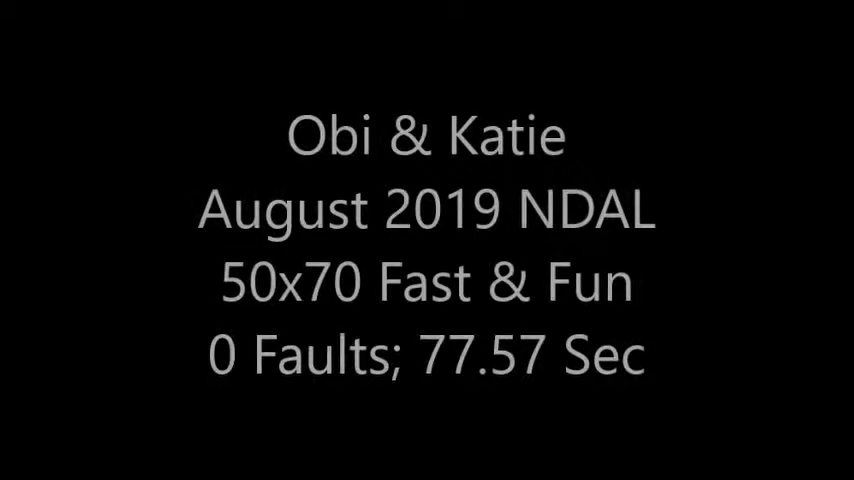 Obi & Katie
August 2019 NDAL
50x70 Fast & Fun
0 Faults; 77.57 Sec